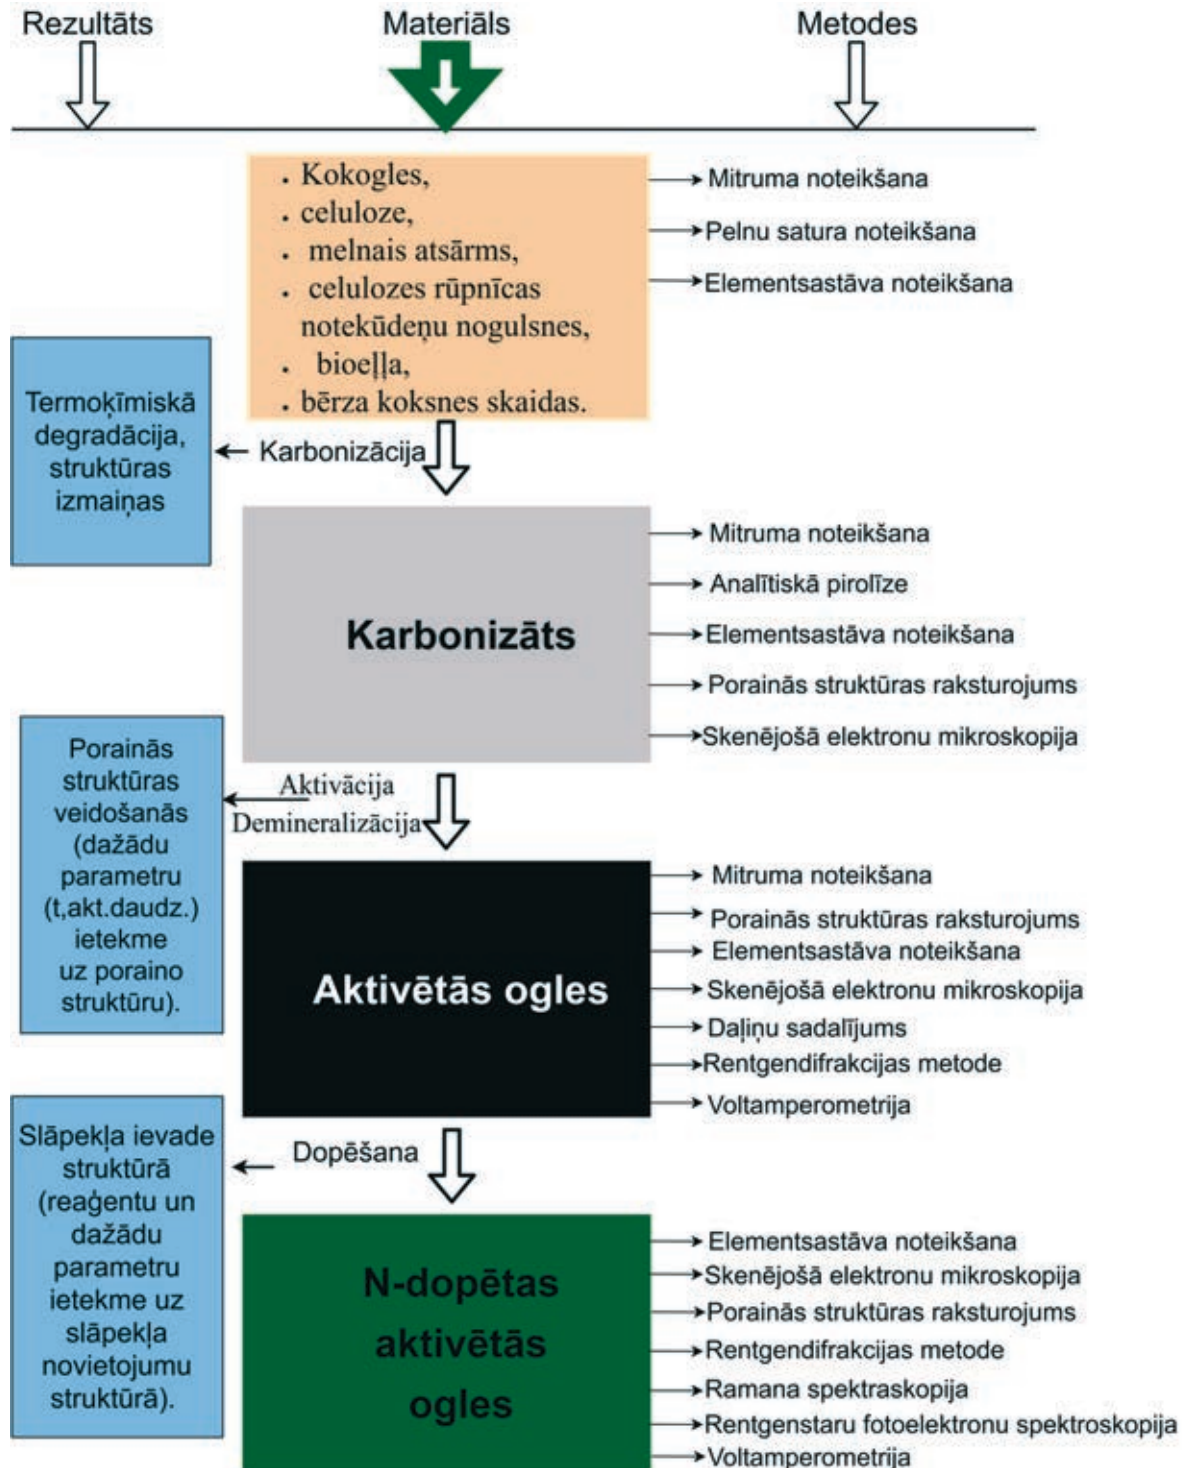 Rezultāts
Materiāls
Metodes
• Kokogles,
• celuloze,
• melnais atsārms,
• celulozes rūpnīcas
notekūdeņu nogulsnes,
• bioeļļa,
• bērza koksnes skaidas.
Mitruma noteikšana
Pelnu satura noteikšana
Elementsastāva noteikšana
Termoķīmiskā
degradācija,
struktūras
izmaiņas
Karbonizācija
Karbonizāts
Mitruma noteikšana
Analītiskā pirolīze
Elementsastāva noteikšana
Porainās struktūras raksturojums
Skenējošā elektronu mikroskopija
Porainās
struktūras
veidošanās
(dažādu
parametru
(t,akt.daudz.)
ietekme
uz poraino
struktūru).
Aktivācija
Demineralizācija
Aktivētās ogles
Mitruma noteikšana
Porainās struktūras raksturojums
Elementsastāva noteikšana
Skenējošā elektronu mikroskopija
Daļiņu sadalījums
Rentgendifrakcijas metode
Voltamperometrija
Slāpekļa ievade
struktūrā
(reaģentu un
dažādu
parametru
ietekme uz
slāpekļa
novietojumu
struktūrā).
Dopēšana
N-dopētas
aktivētās
ogles
Elementsastāva noteikšana
Skenējošā elektronu mikroskopija
Porainās struktūras raksturojums
Rentgendifrakcijas metode
Ramana spektraskopija
Rentgenstaru fotoelektronu spektroskopija
Voltamperometrija